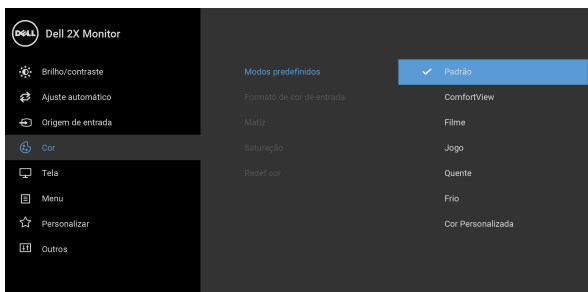 DELL Dell 2X Monitor
Brilho/contraste
Ajuste automático
Origem de entrada
Cor
Tela
Menu
Personalizar
Outros
Modos predefinidos
Formato de cor de entrada
Matiz
Saturação
Redef cor
Padrão
ComfortView
Filme
Jogo
Quente
Frio
Cor Personalizada